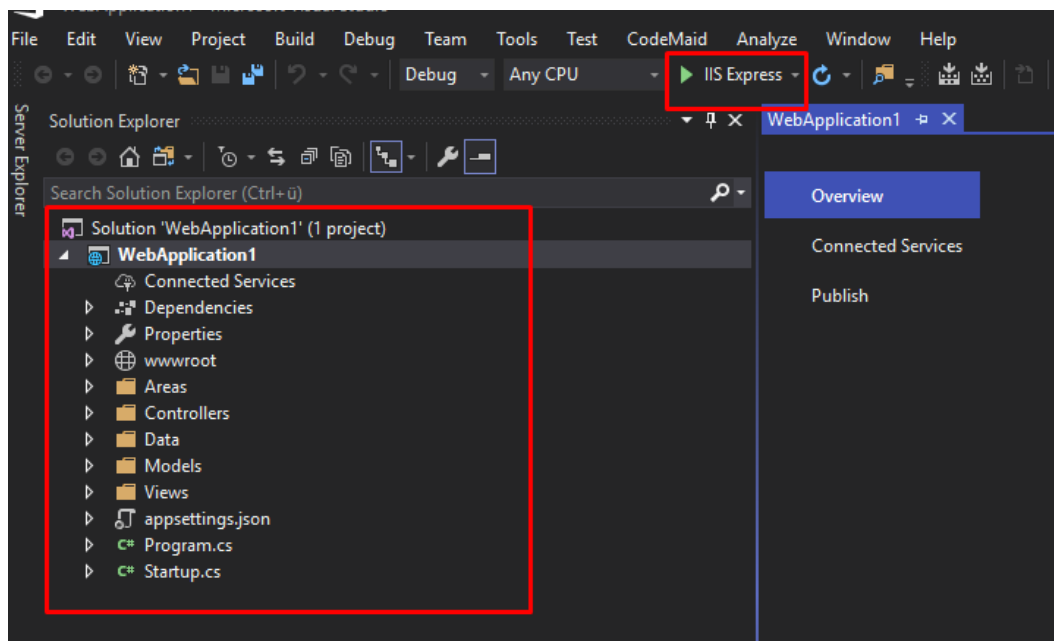 File Edit View Project Build Debug Team Tools Test CodeMaid Analyze Window Help
Debug Any CPU IIS Express
Server Explorer
Solution Explorer
WebApplication1
Search Solution Explorer (Ctrl+ü)
Solution 'WebApplication1' (1 project)
WebApplication1
Connected Services
Dependencies
Properties
wwwroot
Areas
Controllers
Data
Models
Views
appsettings.json
C# Program.cs
C# Startup.cs
Overview
Connected Services
Publish